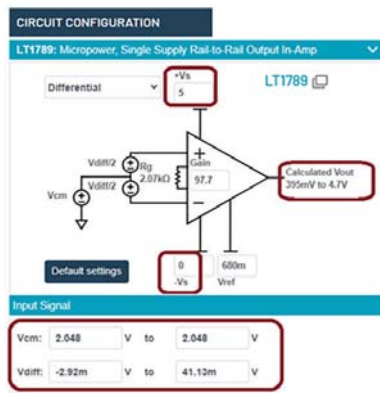 CIRCUIT CONFIGURATION
LT1789: Micropower, Single Supply Rail-to-Rail Output In-Amp
+Vs
Differential
5
LT1789
Vdiff/2
Rg
Gain
2.07kΩ
97.7
Calculated Vout
395mV to 4.7V
Vdiff/2
Vcm
Default settings
0
680m
-Vs
Vref
Input Signal
Vcm: 2.048 V to 2.048 V
Vdiff: -2.92m V to 41.13m V